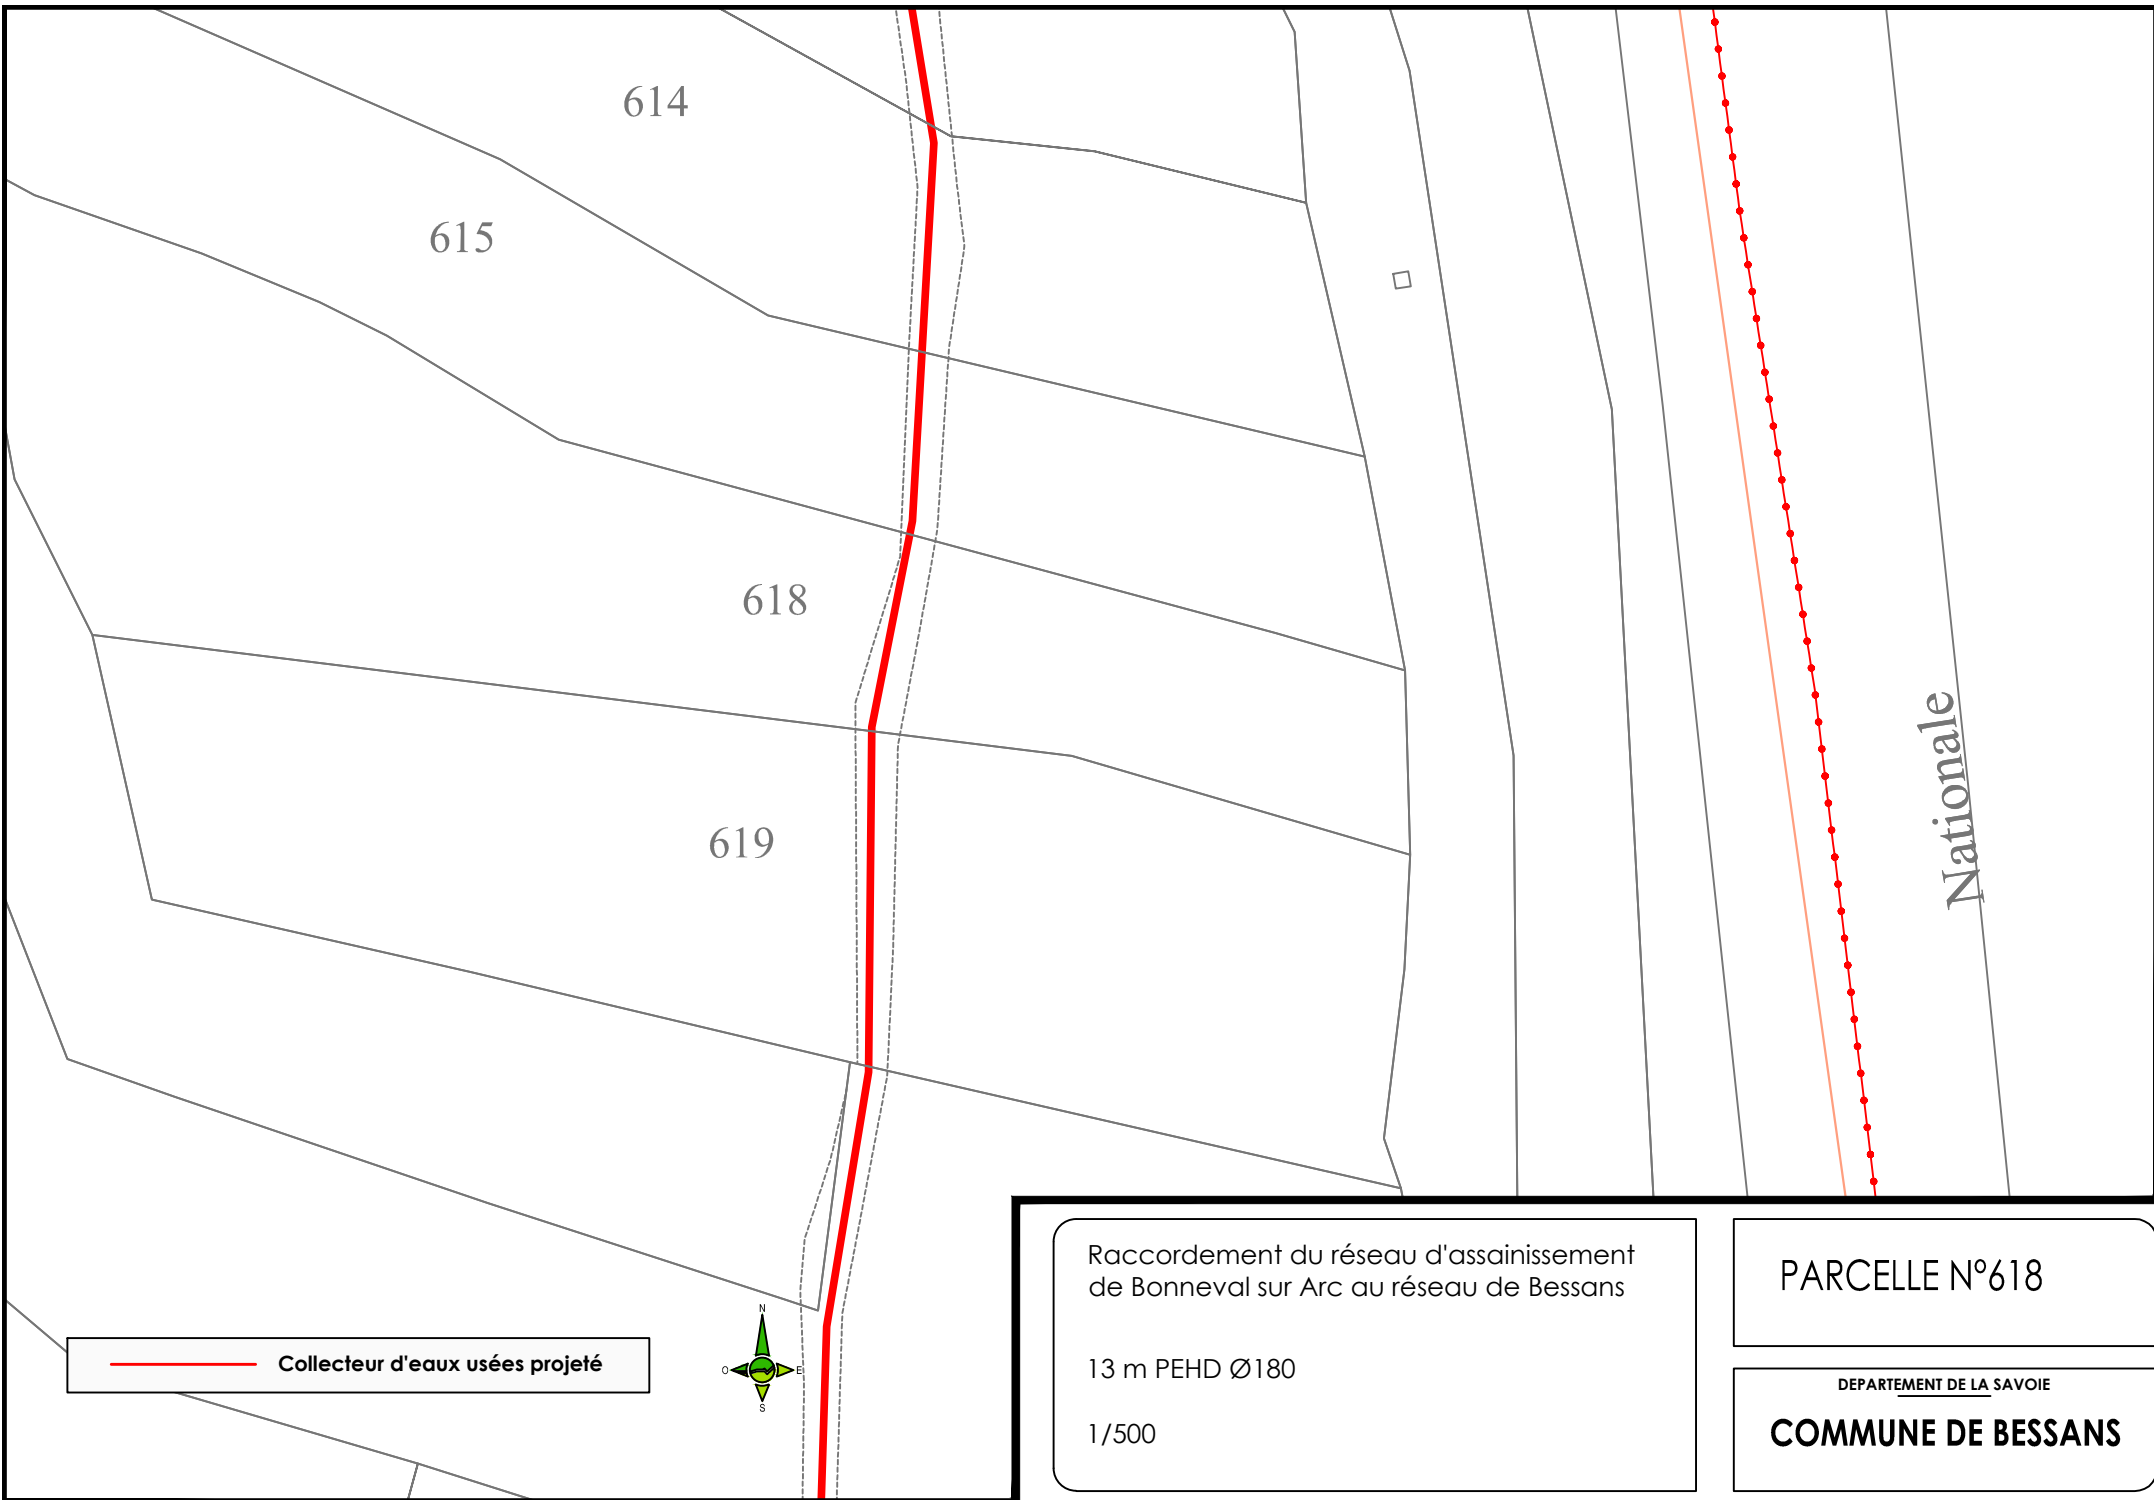 614
615
618
619
Nationale
Collecteur d'eaux usées projeté
N
O
E
S
Raccordement du réseau d'assainissement
de Bonneval sur Arc au réseau de Bessans
13 m PEHD Ø180
1/500
PARCELLE N°618
DEPARTEMENT DE LA SAVOIE
COMMUNE DE BESSANS